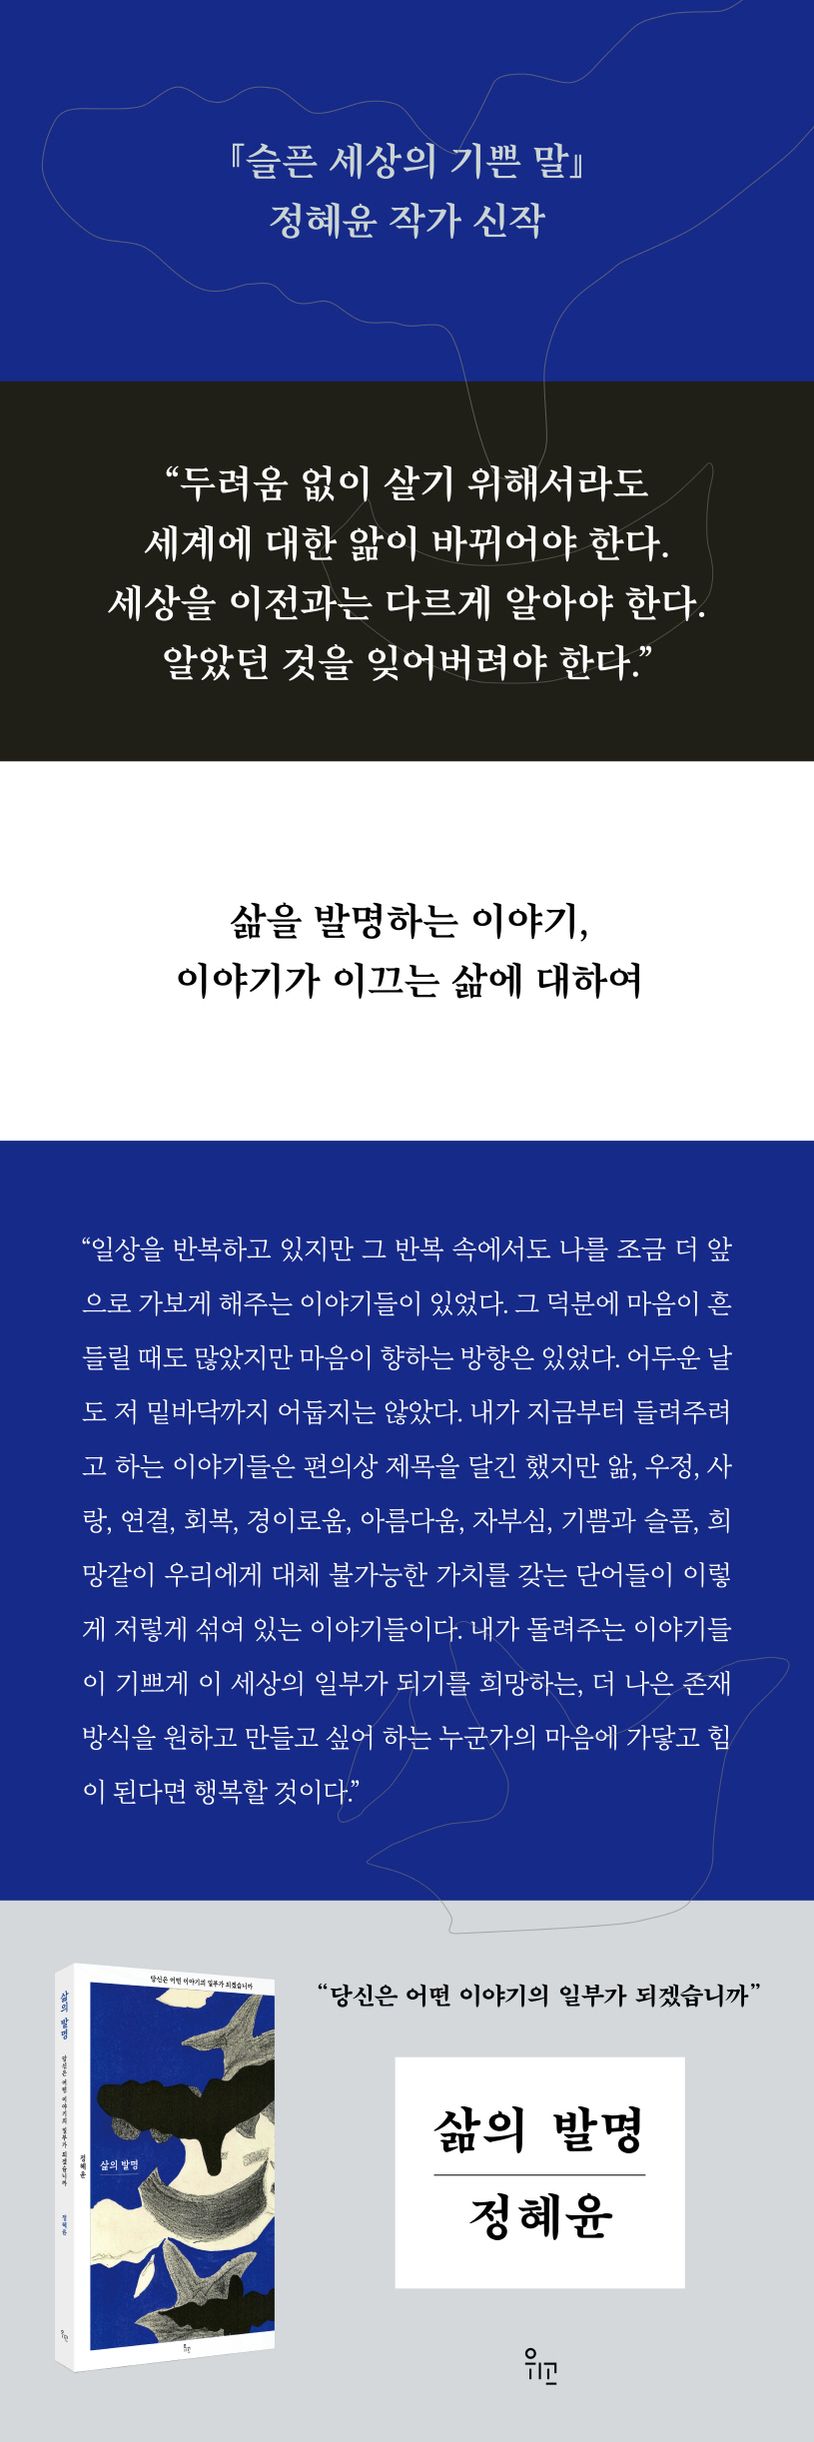 『슬픈 세상의 기쁜 말』
정혜윤 작가 신작
“두려움 없이 살기 위해서라도
세계에 대한 앎이 바뀌어야 한다.
세상을 이전과는 다르게 알아야 한다.
알았던 것을 잊어버려야 한다.”
삶을 발명하는 이야기,
이야기가 이끄는 삶에 대하여
“일상을 반복하고 있지만 그 반복 속에서도 나를 조금 더 앞
으로 가보게 해주는 이야기들이 있었다. 그 덕분에 마음이 흔
들릴 때도 많았지만 마음이 향하는 방향은 있었다. 어두운 날
도 저 밑바닥까지 어둡지는 않았다. 내가 지금부터 들려주려
고 하는 이야기들은 편의상 제목을 달긴 했지만 앎, 우정, 사
랑, 연결, 회복, 경이로움, 아름다움, 자부심, 기쁨과 슬픔, 희
망같이 우리에게 대체 불가능한 가치를 갖는 단어들이 이렇
게 저렇게 섞여 있는 이야기들이다. 내가 돌려주는 이야기들
이 기쁘게 이 세상의 일부가 되기를 희망하는, 더 나은 존재
방식을 원하고 만들고 싶어 하는 누군가의 마음에 가닿고 힘
이 된다면 행복할 것이다.”
당신은 어떤 이야기의 일부가 되겠습니까
삶의 발명
당신은 어떤 이야기의 일부가 되겠습니까
정혜윤
위고
정혜윤
삶의 발명
위고
“당신은 어떤 이야기의 일부가 되겠습니까”
삶의 발명
정혜윤
위고